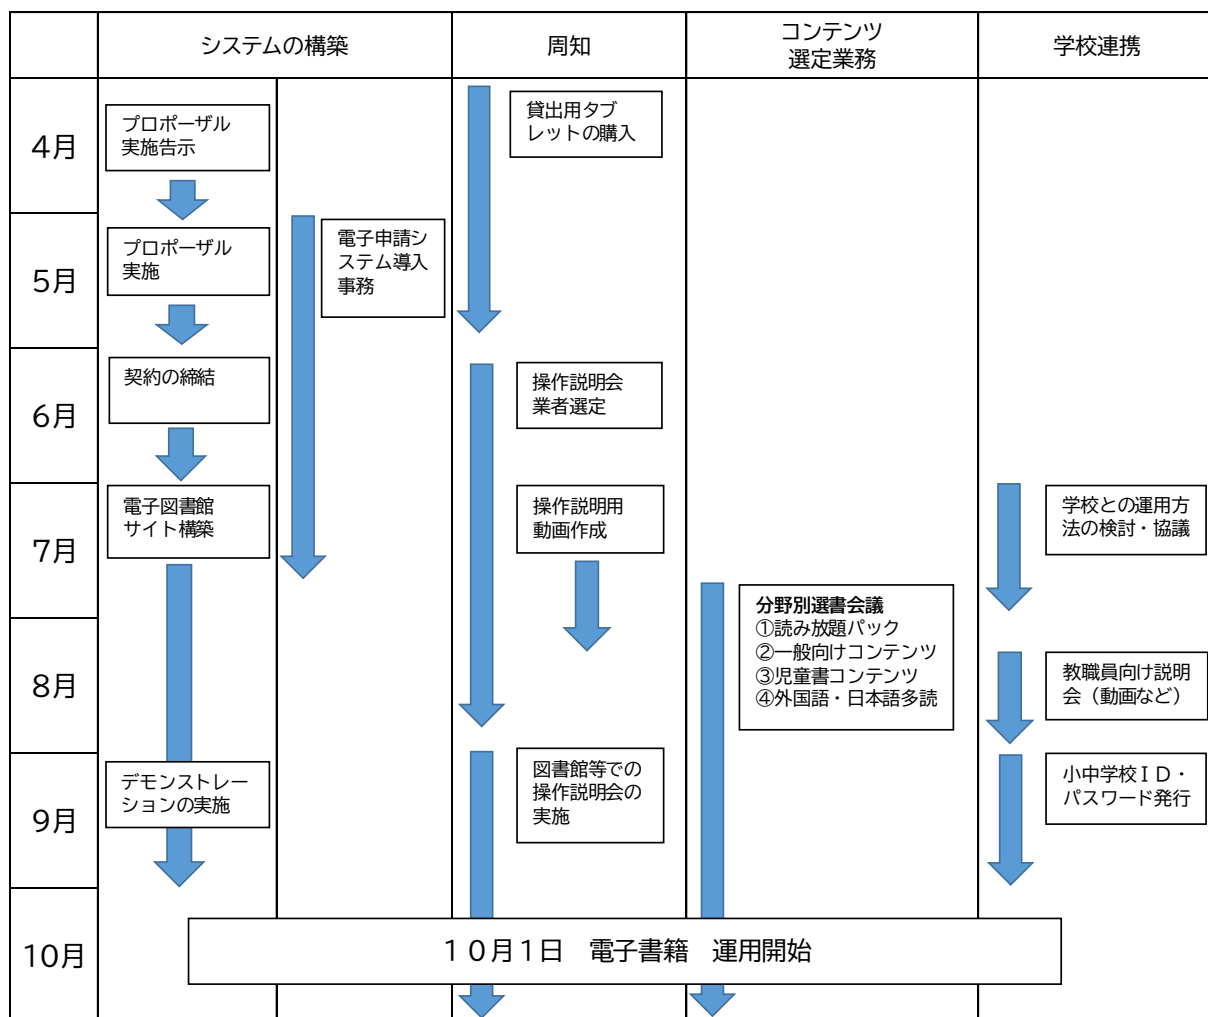 システムの構築
周知
コンテンツ
選定業務
学校連携
4月
プロポーザル
実施告示
貸出用タブ
レットの購入
5月
プロポーザル
実施
電子申請シ
ステム導入
事務
6月
契約の締結
操作説明会
業者選定
7月
電子図書館
サイト構築
操作説明用
動画作成
学校との運用方
法の検討・協議
分野別選書会議
①読み放題パック
②一般向けコンテンツ
③児童書コンテンツ
④外国語・日本語多読
8月
教職員向け説明
会（動画など）
9月
デモンストレー
ションの実施
図書館等での
操作説明会の
実施
小中学校ＩＤ・
パスワード発行
10月
１０月１日　電子書籍　運用開始